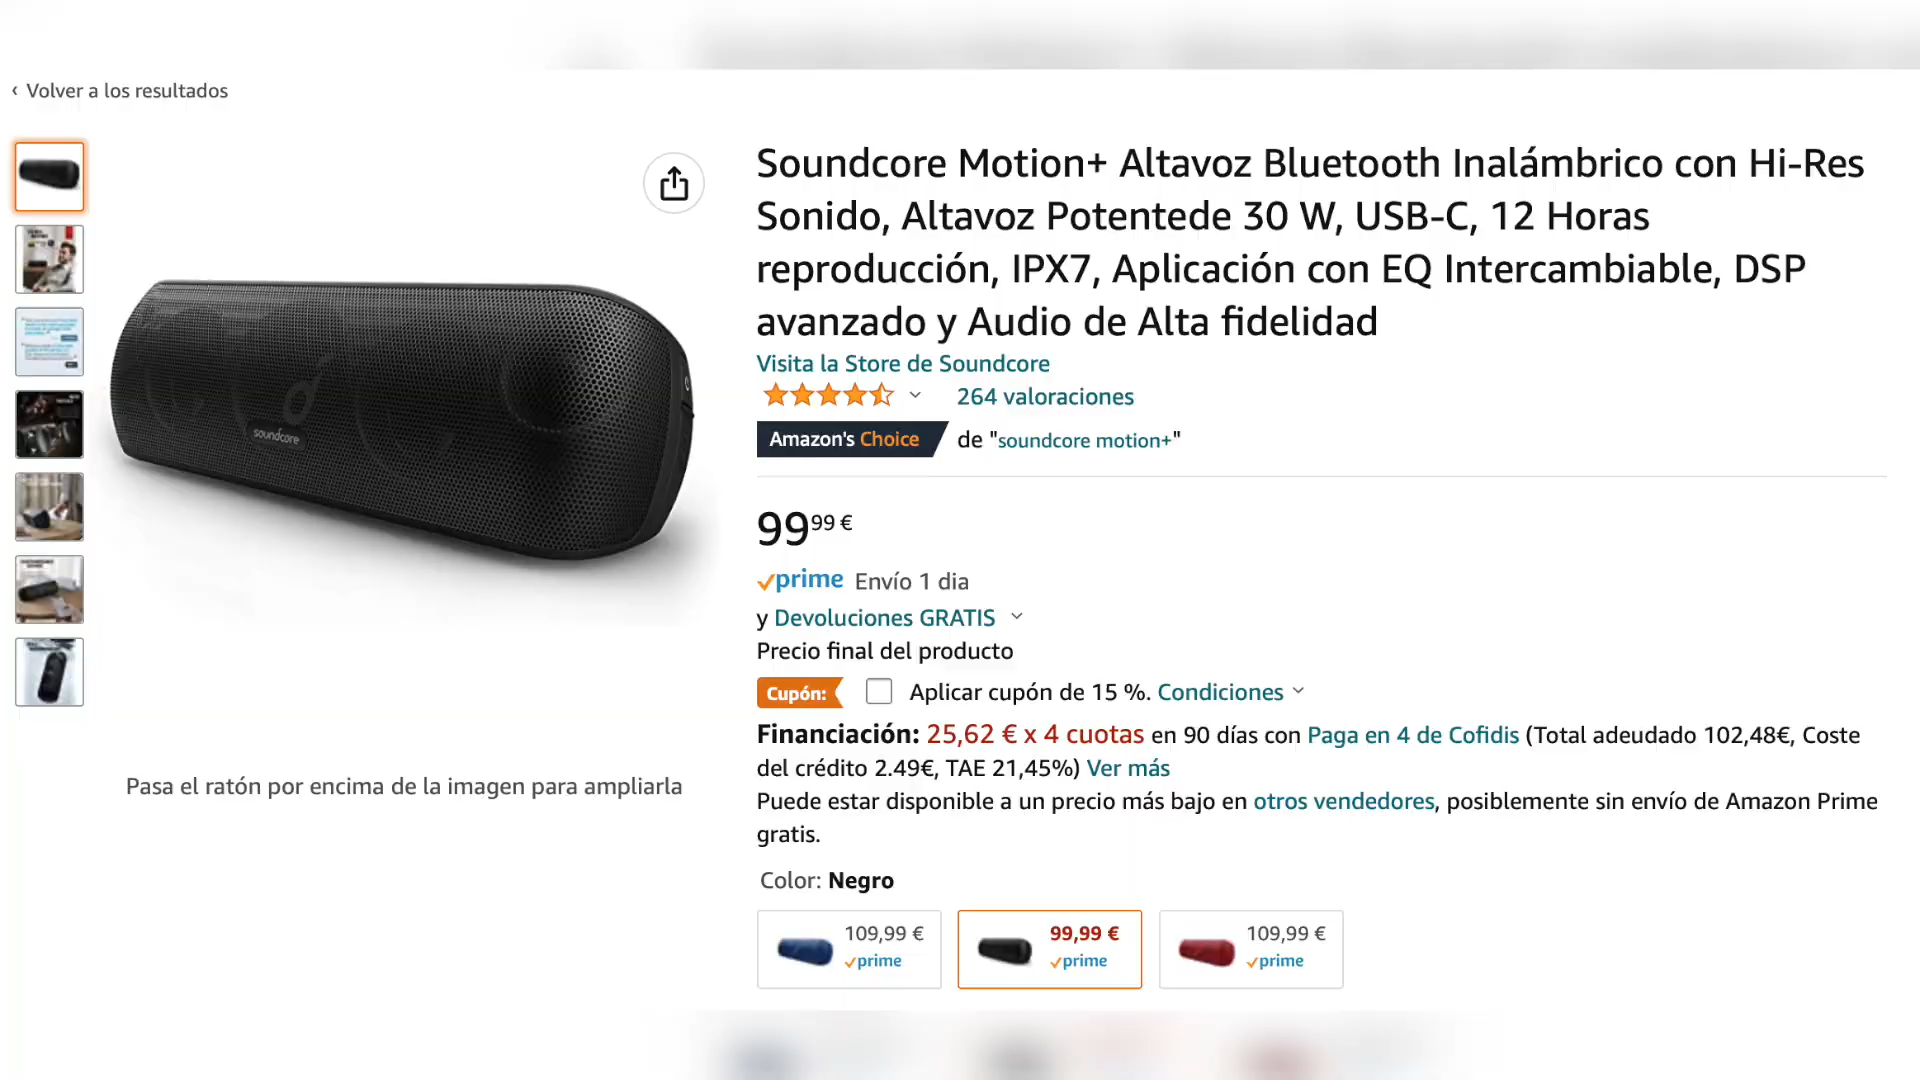 ‹ Volver a los resultados
Soundcore Motion+ Altavoz Bluetooth Inalámbrico con Hi-Res
Sonido, Altavoz Potentede 30 W, USB-C, 12 Horas
reproducción, IPX7, Aplicación con EQ Intercambiable, DSP
avanzado y Audio de Alta fidelidad
Visita la Store de Soundcore
264 valoraciones
Amazon's Choice de "soundcore motion+"
soundcore
99⁹⁹ €
prime Envío 1 dia
y Devoluciones GRATIS
Precio final del producto
Cupón: Aplicar cupón de 15 %. Condiciones
Financiación: 25,62 € x 4 cuotas en 90 días con Paga en 4 de Cofidis (Total adeudado 102,48€, Coste
del crédito 2.49€, TAE 21,45%) Ver más
Puede estar disponible a un precio más bajo en otros vendedores, posiblemente sin envío de Amazon Prime
gratis.
Pasa el ratón por encima de la imagen para ampliarla
Color: Negro
109,99 €
prime
99,99 €
prime
109,99 €
prime